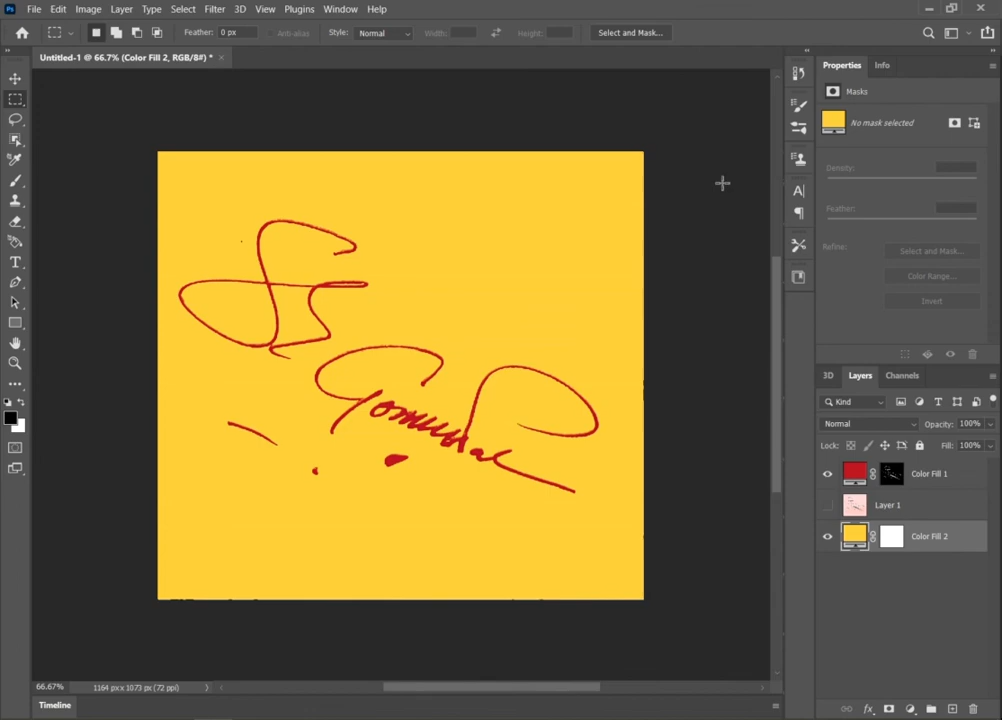 Ps File Edit Image Layer Type Select Filter 3D View Plugins Window Help
Feather: 0 px Anti-alias Style: Normal Width: Height: Select and Mask...
Untitled-1 @ 66.7% (Color Fill 2, RGB/8#) * ×
Properties Info
Masks
No mask selected
Density:
Feather:
Refine: Select and Mask...
Color Range...
Invert
3D Layers Channels
Kind
Normal Opacity: 100%
Lock: Fill: 100%
Color Fill 1
Layer 1
Color Fill 2
66.67% 1164 px x 1073 px (72 ppi)
Timeline